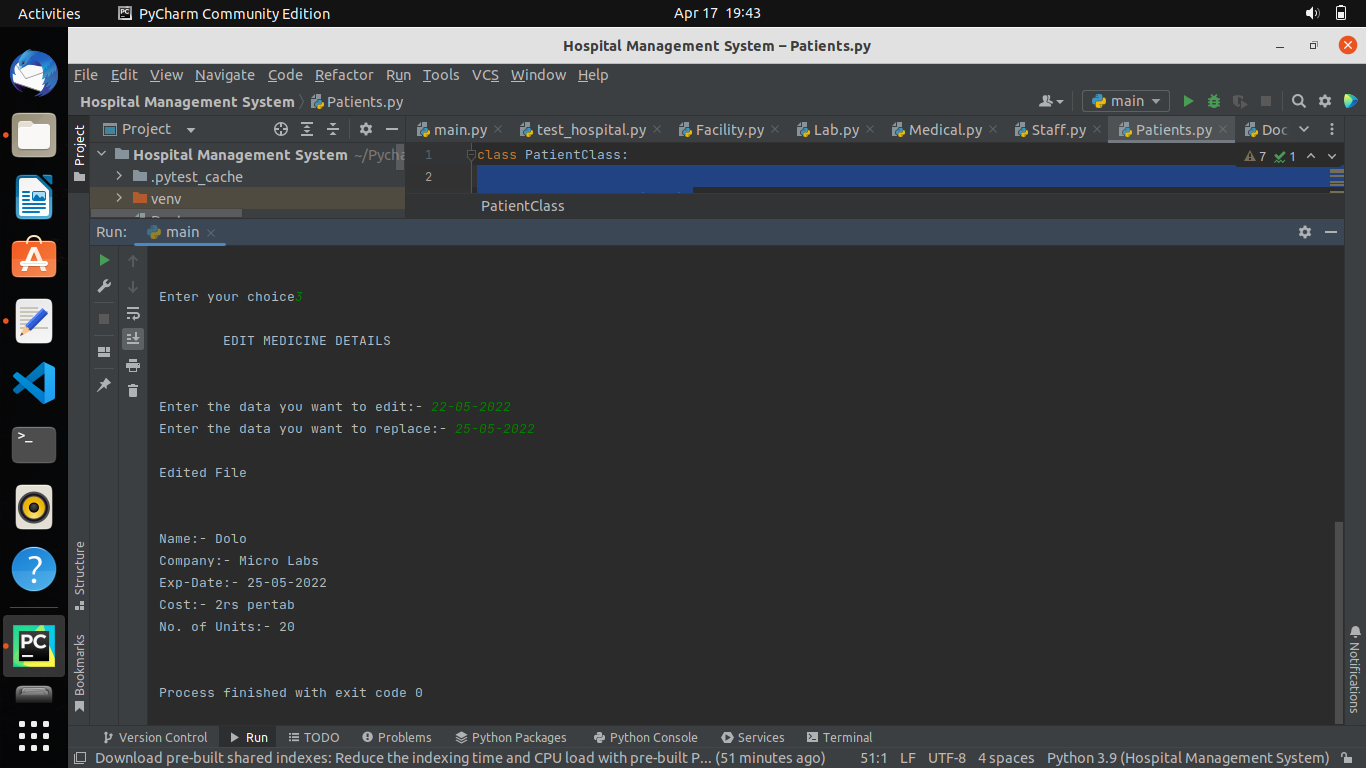 Activities PyCharm Community Edition Apr 17 19:43
Hospital Management System – Patients.py
File Edit View Navigate Code Refactor Run Tools VCS Window Help
Hospital Management System Patients.py main
Project main.py test_hospital.py Facility.py Lab.py Medical.py Staff.py Patients.py Doc
Project
Hospital Management System ~/Pycha
.pytest_cache
venv
1 class PatientClass: 7 1
2
PatientClass
Run: main
Enter your choice3
EDIT MEDICINE DETAILS
Enter the data you want to edit:- 22-05-2022
Enter the data you want to replace:- 25-05-2022
Edited File
Name:- Dolo
Company:- Micro Labs
Exp-Date:- 25-05-2022
Cost:- 2rs pertab
No. of Units:- 20
Process finished with exit code 0
Structure
Bookmarks
Notifications
Version Control Run TODO Problems Python Packages Python Console Services Terminal
Download pre-built shared indexes: Reduce the indexing time and CPU load with pre-built P... (51 minutes ago) 51:1 LF UTF-8 4 spaces Python 3.9 (Hospital Management System)